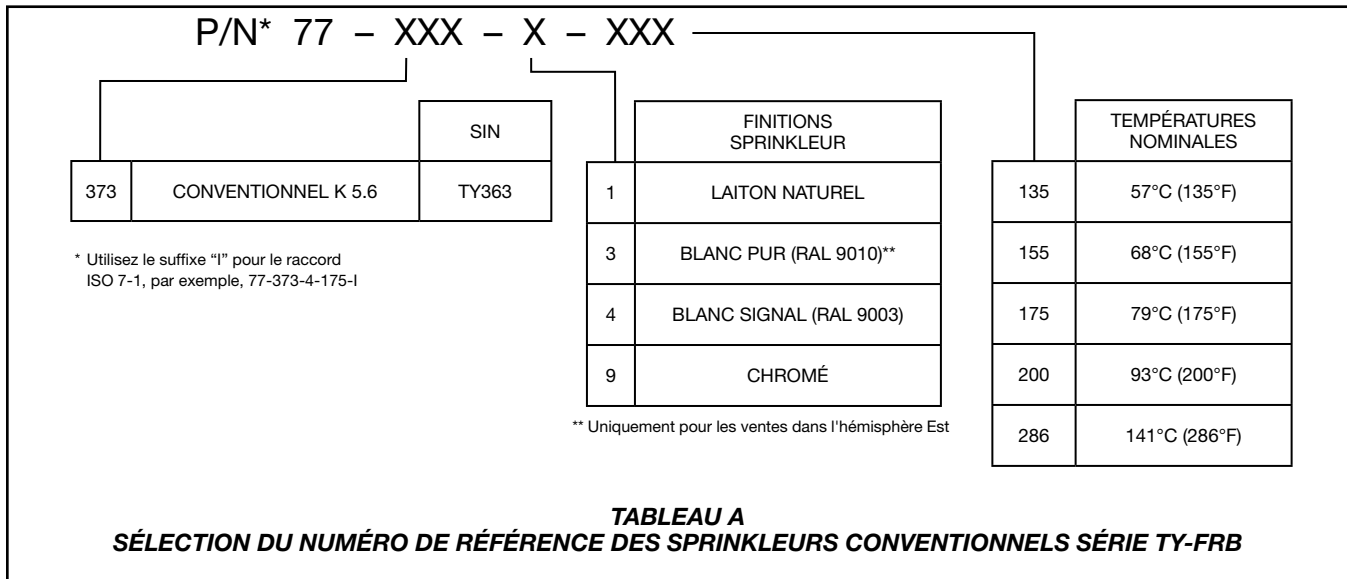 P/N* 77 – XXX – X – XXX
SIN
373 CONVENTIONNEL K 5.6 TY363
* Utilisez le suffixe “I” pour le raccord
ISO 7-1, par exemple, 77-373-4-175-I
FINITIONS
SPRINKLEUR
1 LAITON NATUREL
3 BLANC PUR (RAL 9010)**
4 BLANC SIGNAL (RAL 9003)
9 CHROMÉ
** Uniquement pour les ventes dans l'hémisphère Est
TEMPÉRATURES
NOMINALES
135 57°C (135°F)
155 68°C (155°F)
175 79°C (175°F)
200 93°C (200°F)
286 141°C (286°F)
TABLEAU A
SÉLECTION DU NUMÉRO DE RÉFÉRENCE DES SPRINKLEURS CONVENTIONNELS SÉRIE TY-FRB